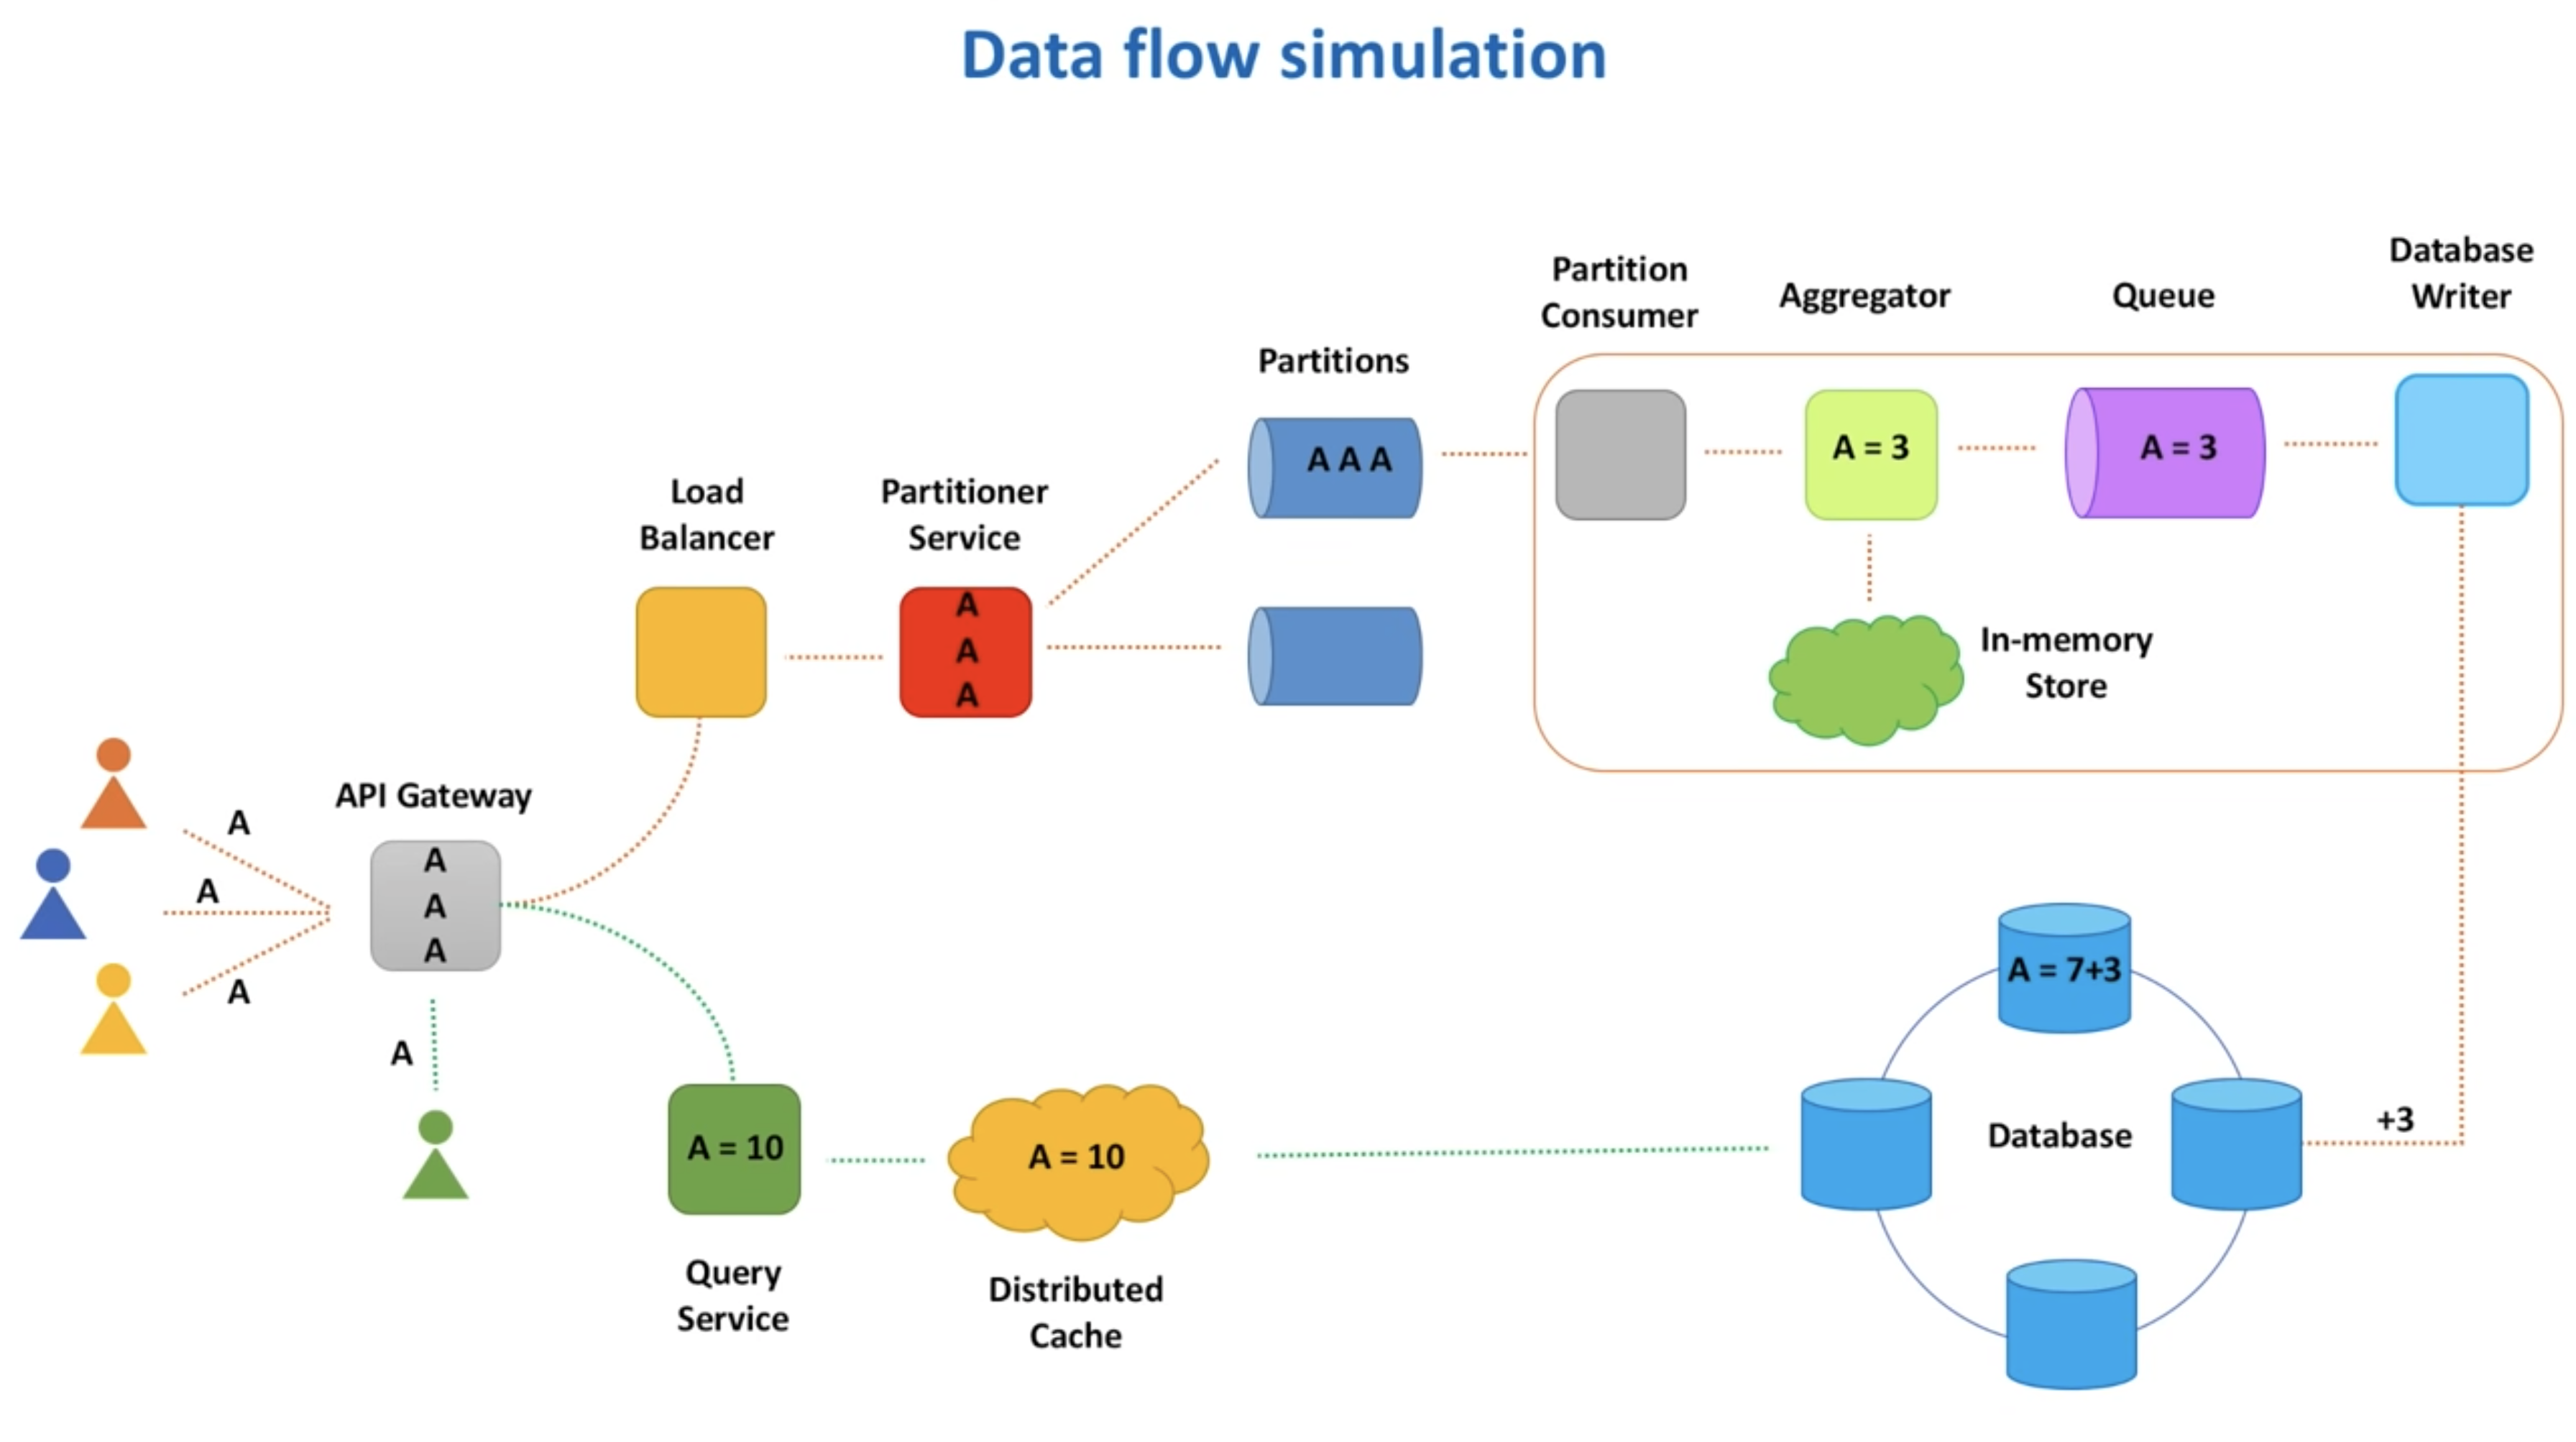 Data flow simulation
Partition
Consumer
Aggregator
Queue
Database
Writer
Partitions
A A A
A = 3
A = 3
Load
Balancer
Partitioner
Service
A
A
A
In-memory
Store
API Gateway
A
A
A
A
A
A
A
A = 7+3
Database
+3
A = 10
A = 10
Query
Service
Distributed
Cache